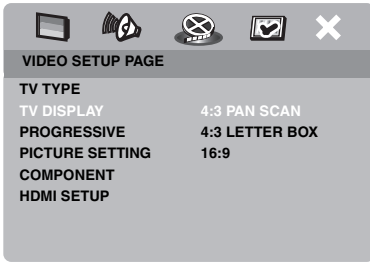 VIDEO SETUP PAGE
TV TYPE
TV DISPLAY 4:3 PAN SCAN
PROGRESSIVE 4:3 LETTER BOX
PICTURE SETTING 16:9
COMPONENT
HDMI SETUP